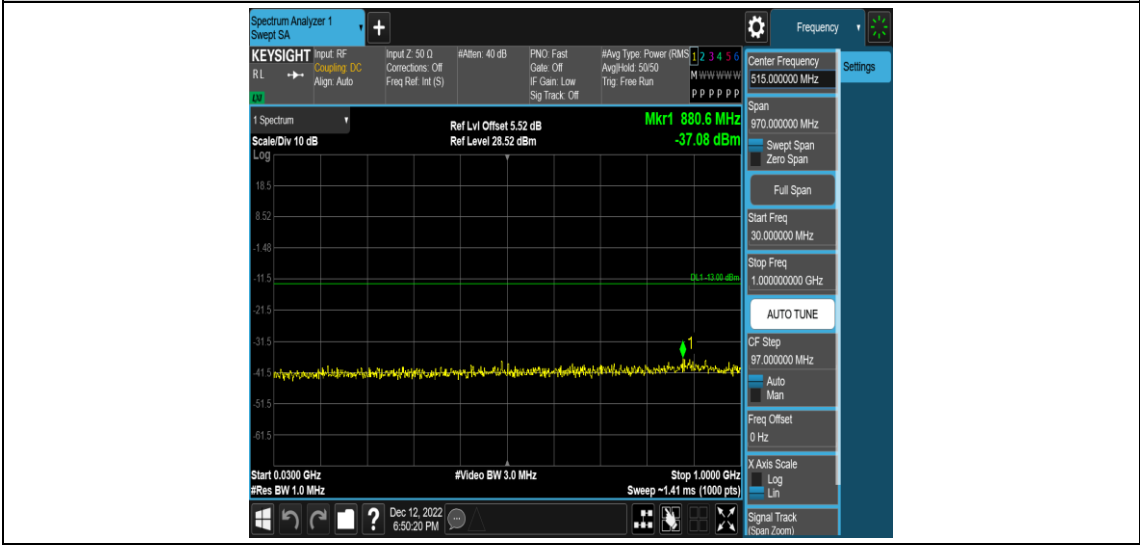 Spectrum Analyzer 1
Swept SA
+
Frequency
KEYSIGHT
RL
LM
Input: RF
Coupling: DC
Align: Auto
Input Z: 50 Ω
Corrections: Off
Freq Ref: Int (S)
#Atten: 40 dB
PNO: Fast
Gate: Off
IF Gain: Low
Sig Track: Off
#Avg Type: Power (RMS
Avg|Hold: 50/50
Trig: Free Run
1 2 3 4 5 6
M W W W W W
P P P P P P
1 Spectrum
Scale/Div 10 dB
Log
Ref Lvl Offset 5.52 dB
Ref Level 28.52 dBm
Mkr1 880.6 MHz
-37.08 dBm
18.5
8.52
-1.48
-11.5
DL1 -13.00 dBm
-21.5
-31.5
1
-41.5
-51.5
-61.5
Start 0.0300 GHz
#Res BW 1.0 MHz
#Video BW 3.0 MHz
Stop 1.0000 GHz
Sweep ~1.41 ms (1000 pts)
?
Dec 12, 2022
6:50:20 PM
Center Frequency
515.000000 MHz
Settings
Span
970.000000 MHz
Swept Span
Zero Span
Full Span
Start Freq
30.000000 MHz
Stop Freq
1.000000000 GHz
AUTO TUNE
CF Step
97.000000 MHz
Auto
Man
Freq Offset
0 Hz
X Axis Scale
Log
Lin
Signal Track
(Span Zoom)